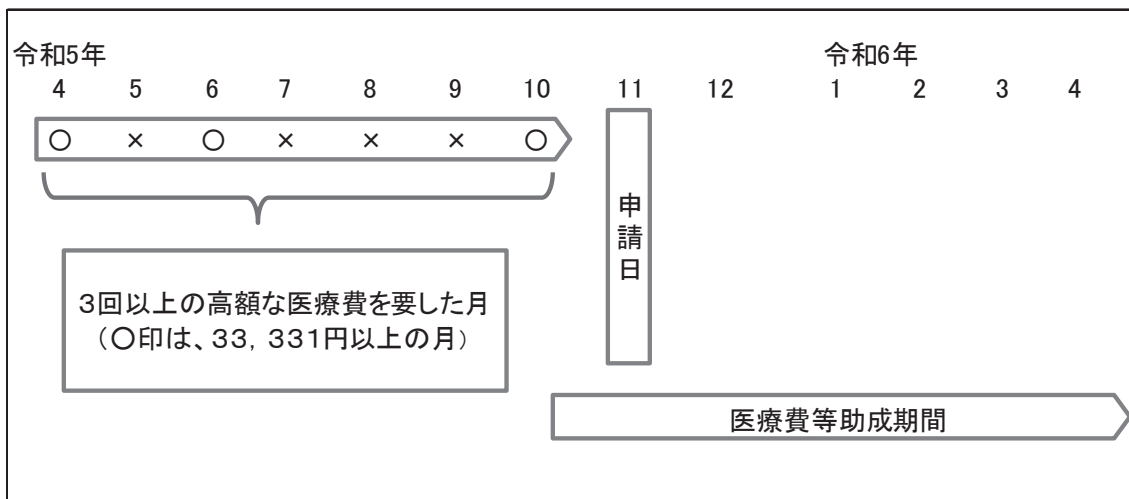 令和5年 令和6年
4 5 6 7 8 9 10 11 12 1 2 3 4
○ × ○ × × × ○
申請日
3回以上の高額な医療費を要した月
(○印は、33,331円以上の月)
医療費等助成期間